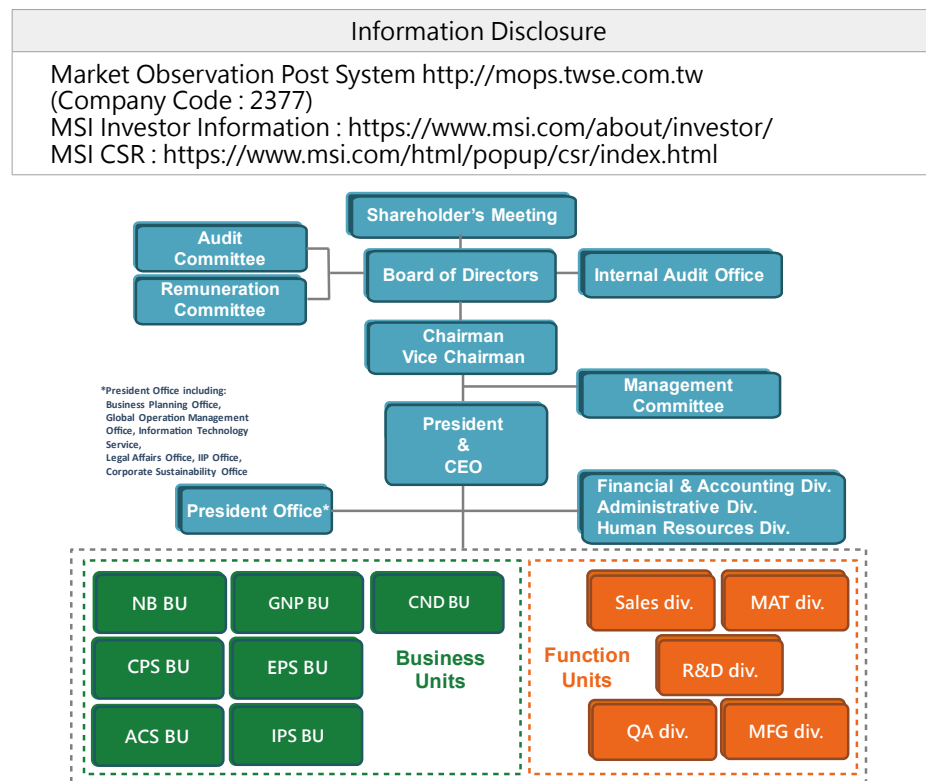 Information Disclosure
Market Observation Post System http://mops.twse.com.tw
(Company Code : 2377)
MSI Investor Information : https://www.msi.com/about/investor/
MSI CSR : https://www.msi.com/html/popup/csr/index.html
Shareholder's Meeting
Audit
Committee
Board of Directors
Internal Audit Office
Remuneration
Committee
Chairman
Vice Chairman
*President Office including:
Business Planning Office,
Global Operation Management
Office, Information Technology
Service,
Legal Affairs Office, IIP Office,
Corporate Sustainability Office
Management
Committee
President
&
CEO
President Office*
Financial & Accounting Div.
Administrative Div.
Human Resources Div.
NB BU
GNP BU
CND BU
CPS BU
EPS BU
Business
Units
ACS BU
IPS BU
Sales div.
MAT div.
Function
Units
R&D div.
QA div.
MFG div.